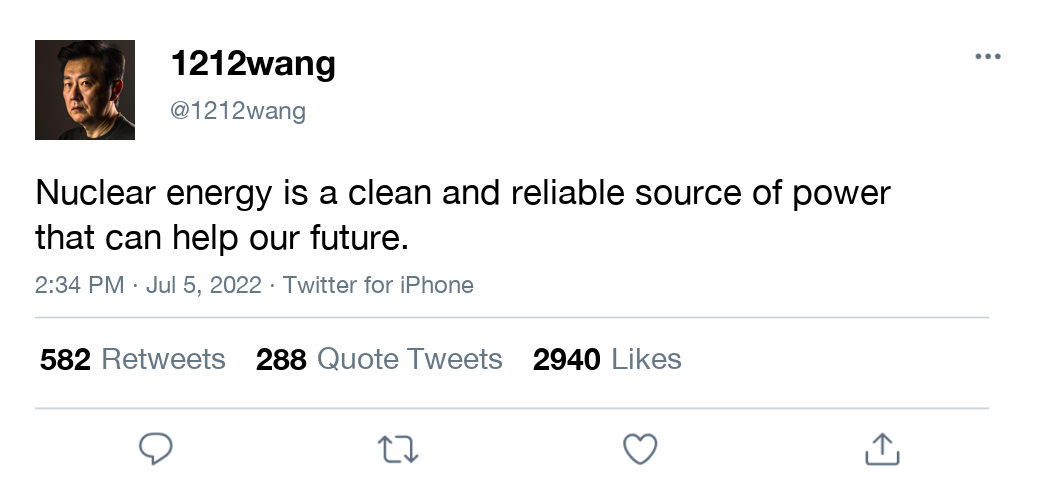 1212wang
@1212wang
Nuclear energy is a clean and reliable source of power
that can help our future.
2:34 PM · Jul 5, 2022 · Twitter for iPhone
582 Retweets 288 Quote Tweets 2940 Likes